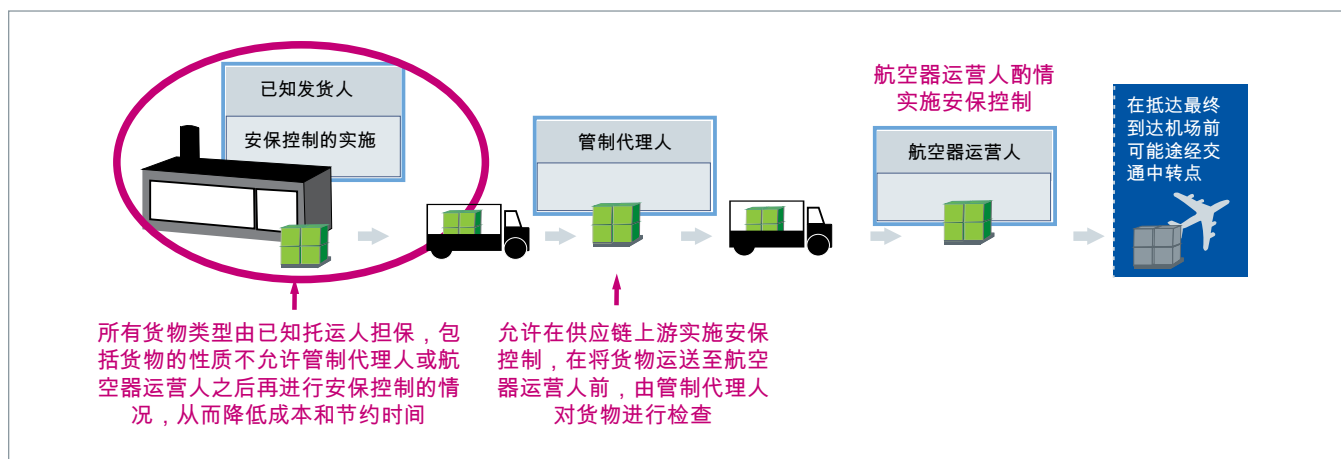 已知发货人
安保控制的实施
管制代理人
航空器运营人酌情
实施安保控制
航空器运营人
在抵达最终
到达机场前
可能途经交
通中转点
所有货物类型由已知托运人担保，包
括货物的性质不允许管制代理人或航
空器运营人之后再进行安保控制的情
况，从而降低成本和节约时间
允许在供应链上游实施安保
控制，在将货物运送至航空
器运营人前，由管制代理人
对货物进行检查